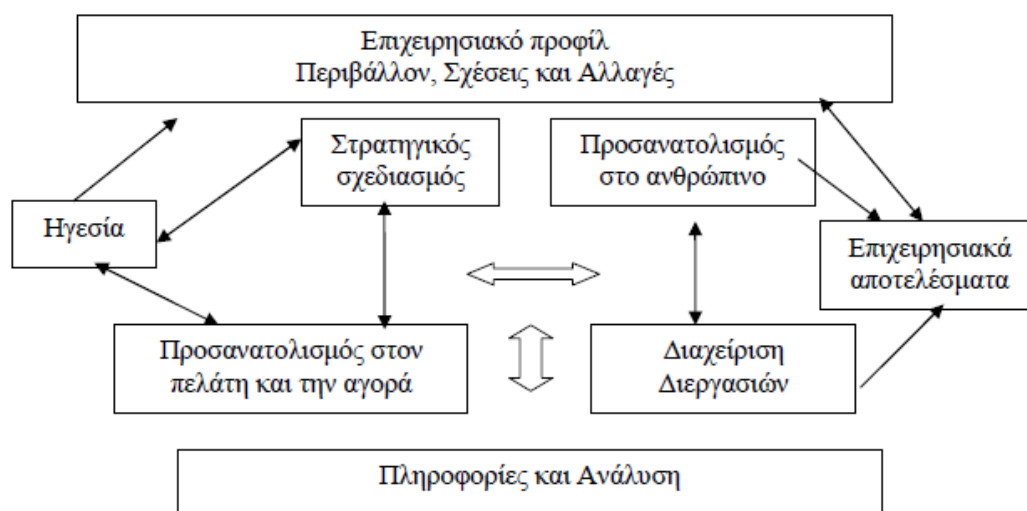 Επιχειρησιακό προφίλ
Περιβάλλον, Σχέσεις και Αλλαγές
Στρατηγικός
σχεδιασμός
Προσανατολισμός
στο ανθρώπινο
Ηγεσία
Επιχειρησιακά
αποτελέσματα
Προσανατολισμός στον
πελάτη και την αγορά
Διαχείριση
Διεργασιών
Πληροφορίες και Ανάλυση